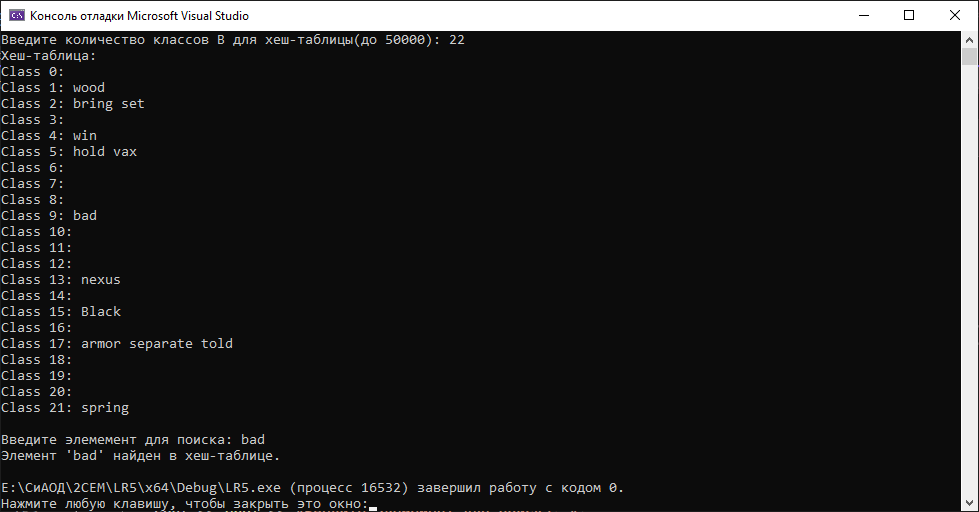 Консоль отладки Microsoft Visual Studio
Введите количество классов B для хеш-таблицы(до 50000): 22
Хеш-таблица:
Class 0:
Class 1: wood
Class 2: bring set
Class 3:
Class 4: win
Class 5: hold vax
Class 6:
Class 7:
Class 8:
Class 9: bad
Class 10:
Class 11:
Class 12:
Class 13: nexus
Class 14:
Class 15: Black
Class 16:
Class 17: armor separate told
Class 18:
Class 19:
Class 20:
Class 21: spring
Введите элемемент для поиска: bad
Элемент 'bad' найден в хеш-таблице.
E:\СиАОД\2СЕМ\LR5\x64\Debug\LR5.exe (процесс 16532) завершил работу с кодом 0.
Нажмите любую клавишу, чтобы закрыть это окно: